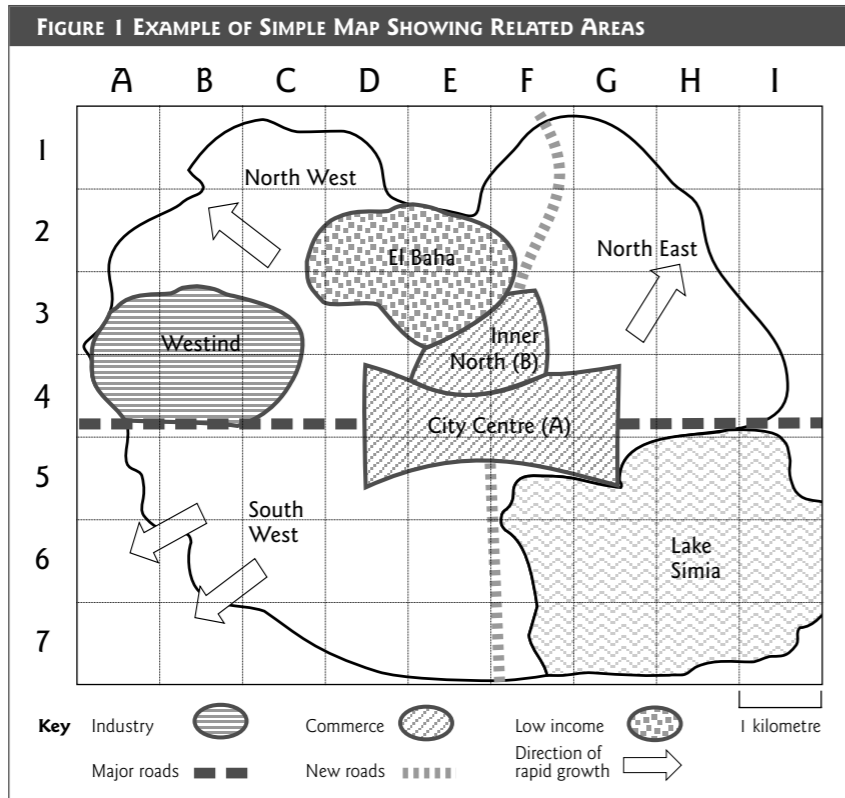 FIGURE 1 EXAMPLE OF SIMPLE MAP SHOWING RELATED AREAS
A B C D E F G H I
1
North West
2
El Baha
North East
3
Westind
Inner
North (B)
4
City Centre (A)
5
South
West
6
Lake
Simia
7
Key Industry Commerce Low income 1 kilometre
Major roads New roads Direction of
rapid growth